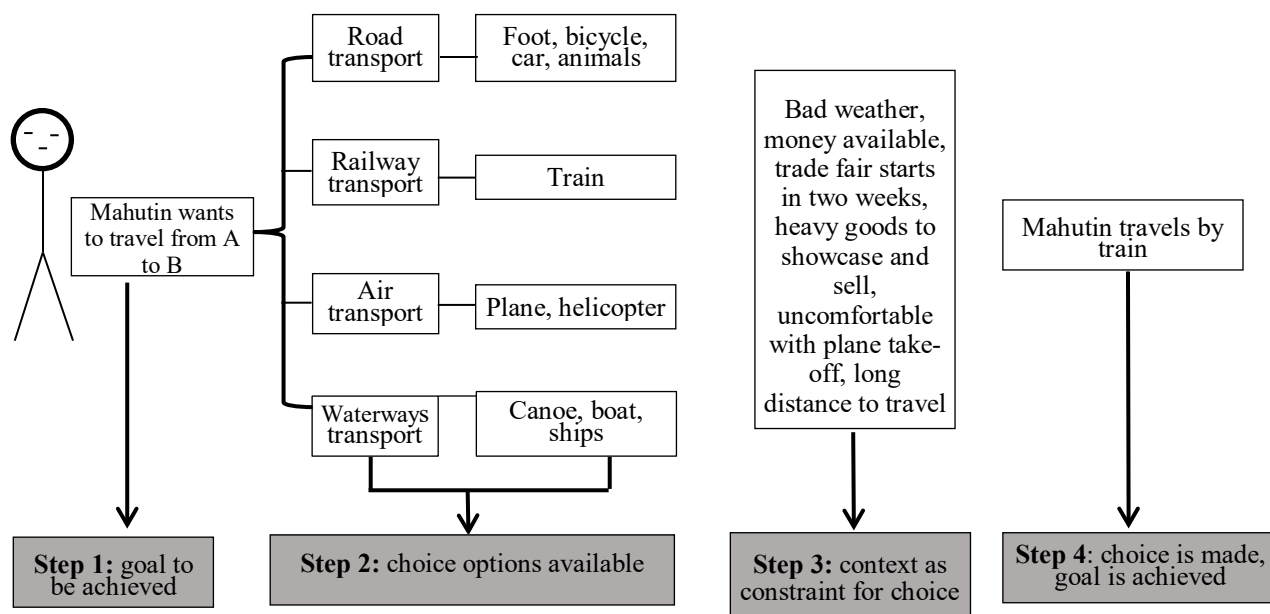 Mahutin wants
to travel from A
to B
Road
transport
Foot, bicycle,
car, animals
Railway
transport
Train
Air
transport
Plane, helicopter
Waterways
transport
Canoe, boat,
ships
Bad weather,
money available,
trade fair starts
in two weeks,
heavy goods to
showcase and
sell,
uncomfortable
with plane take-
off, long
distance to travel
Mahutin travels by
train
Step 1: goal to
be achieved
Step 2: choice options available
Step 3: context as
constraint for choice
Step 4: choice is made,
goal is achieved